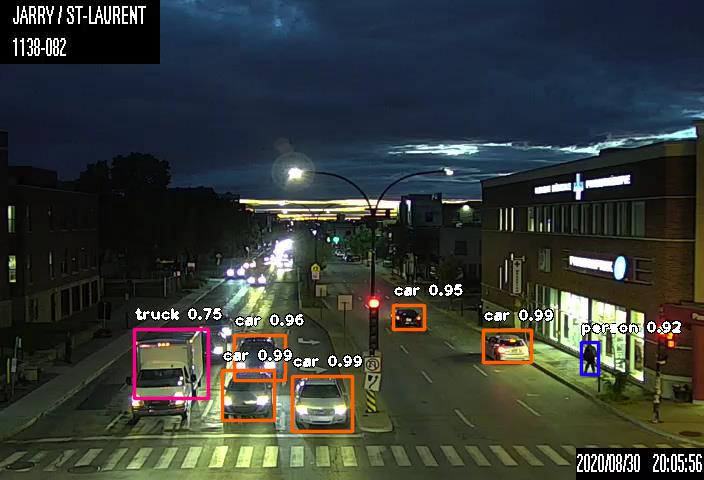 JARRY / ST-LAURENT
1138-082
car 0.95
truck 0.75
car 0.96
car 0.99
person 0.92
car 0.99
car 0.99
2020/08/30 20:05:56